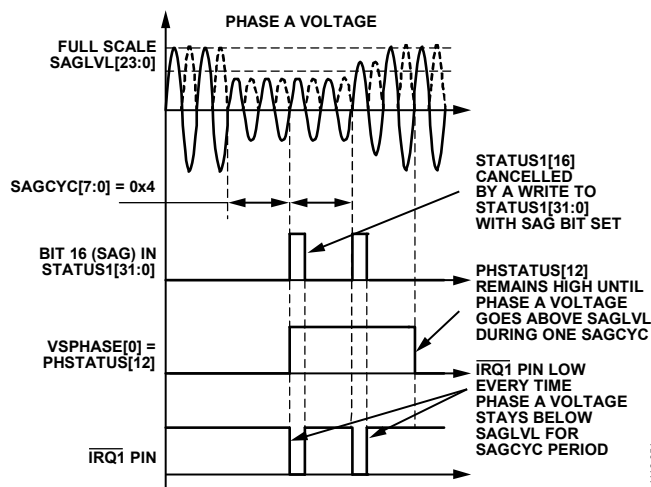 PHASE A VOLTAGE
FULL SCALE
SAGLVL[23:0]
SAGCYC[7:0] = 0x4
STATUS1[16]
CANCELLED
BY A WRITE TO
STATUS1[31:0]
WITH SAG BIT SET
BIT 16 (SAG) IN
STATUS1[31:0]
PHSTATUS[12]
REMAINS HIGH UNTIL
PHASE A VOLTAGE
GOES ABOVE SAGLVL
DURING ONE SAGCYC
VSPHASE[0] =
PHSTATUS[12]
IRQ1 PIN LOW
EVERY TIME
PHASE A VOLTAGE
STAYS BELOW
SAGLVL FOR
SAGCYC PERIOD
IRQ1 PIN